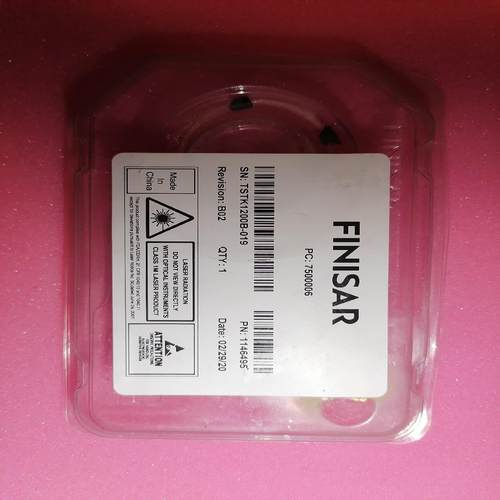 FINISAR
PC: 7500006
SN: TSTK1200B-019
PN: 1146495
Revision: B02
QTY: 1
Date: 02/29/20
Made
In
China
LASER RADIATION
DO NOT VIEW DIRECTLY
WITH OPTICAL INSTRUMENTS
CLASS 1M LASER PRODUCT
ATTENTION